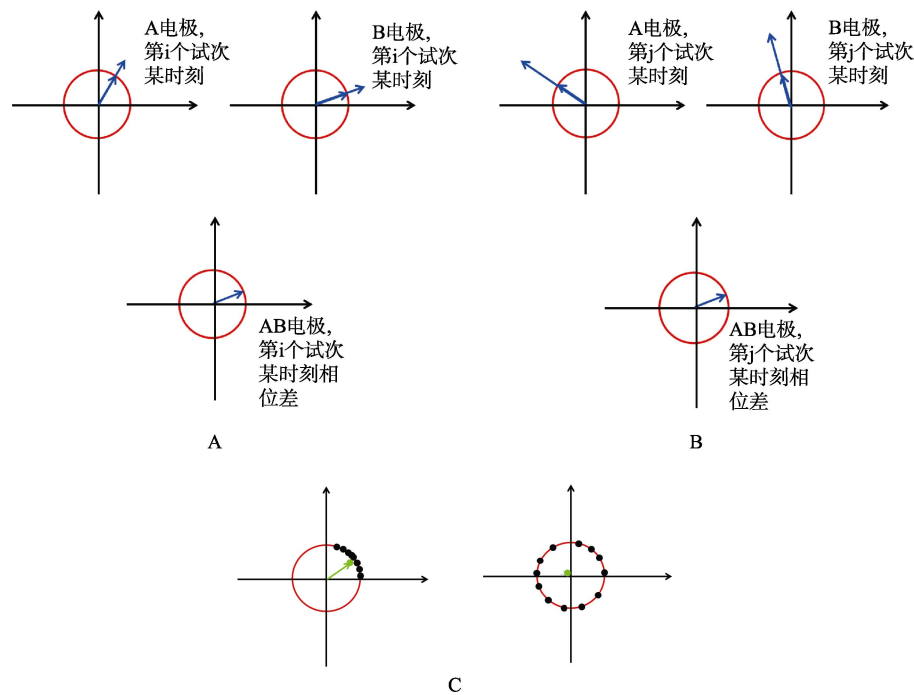 A电极，
第i个试次
某时刻
B电极，
第i个试次
某时刻
A电极，
第j个试次
某时刻
B电极，
第j个试次
某时刻
AB电极，
第i个试次
某时刻相
位差
AB电极，
第j个试次
某时刻相
位差
A
B
C